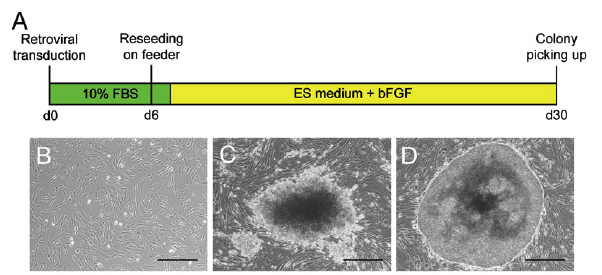 A
Retroviral
transduction
Reseeding
on feeder
Colony
picking up
10% FBS
ES medium + bFGF
d0
d6
d30
B
C
D